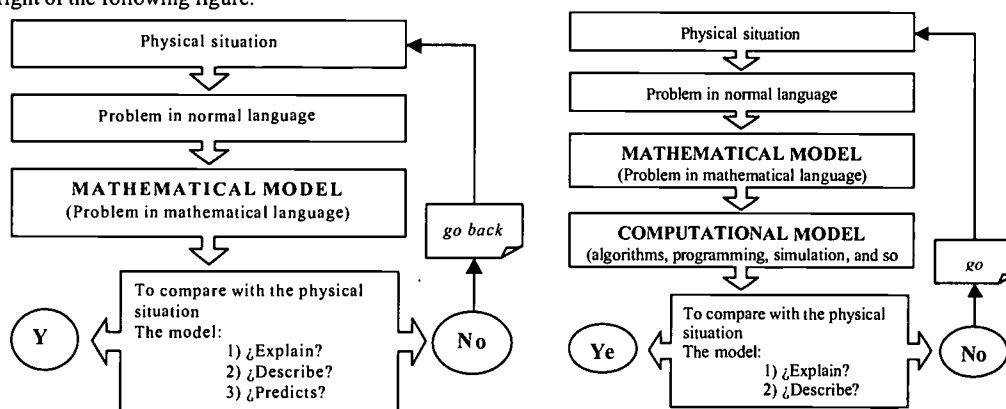 right of the following figure.
Physical situation
Problem in normal language
MATHEMATICAL MODEL
(Problem in mathematical language)
go back
To compare with the physical
situation
The model:
1) ¿Explain?
2) ¿Describe?
3) ¿Predicts?
Y
No
Physical situation
Problem in normal language
MATHEMATICAL MODEL
(Problem in mathematical language)
COMPUTATIONAL MODEL
(algorithms, programming, simulation, and so
go
To compare with the physical
situation
The model:
1) ¿Explain?
2) ¿Describe?
Ye
No